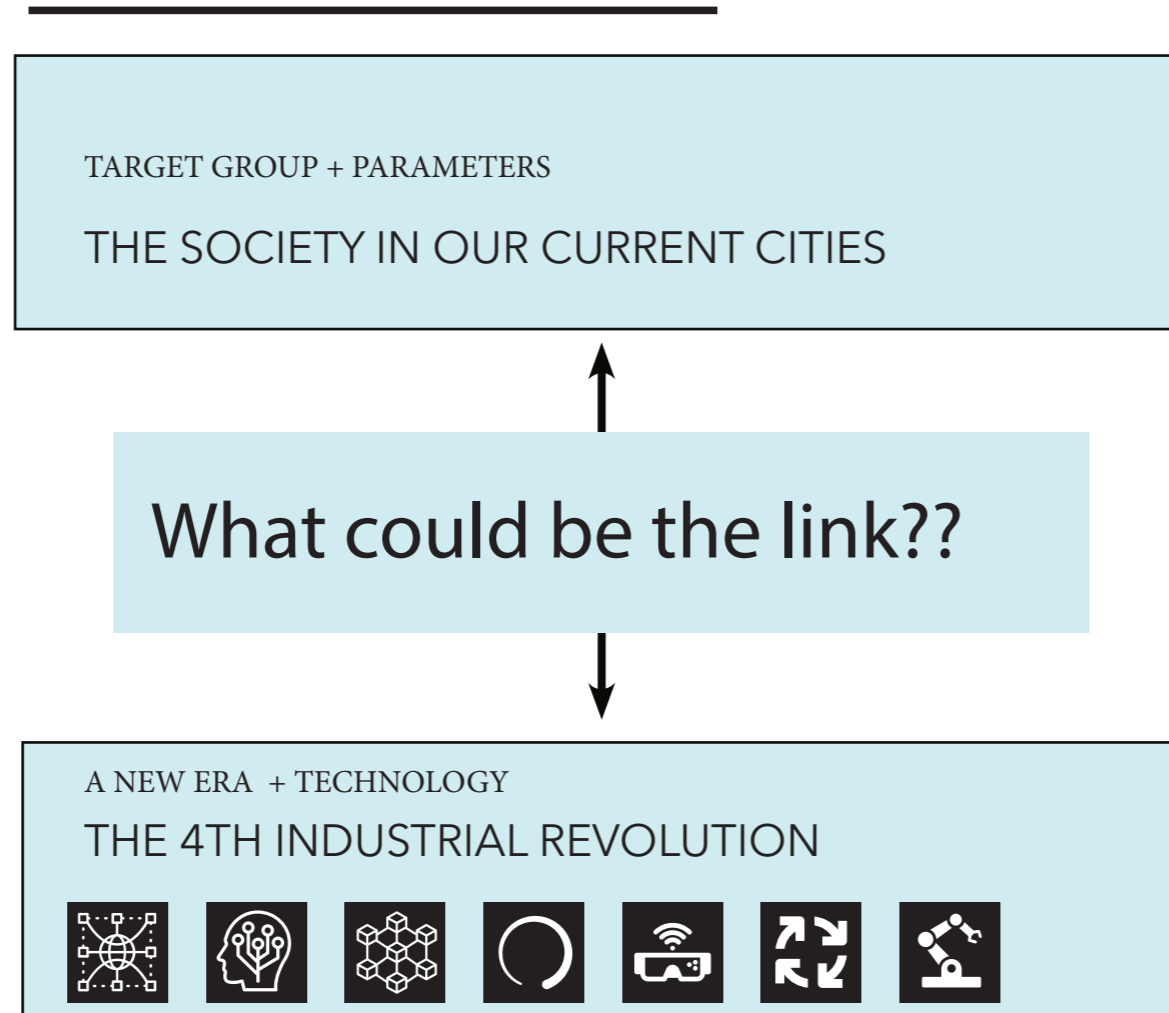 TARGET GROUP + PARAMETERS
THE SOCIETY IN OUR CURRENT CITIES
What could be the link??
A NEW ERA + TECHNOLOGY
THE 4TH INDUSTRIAL REVOLUTION